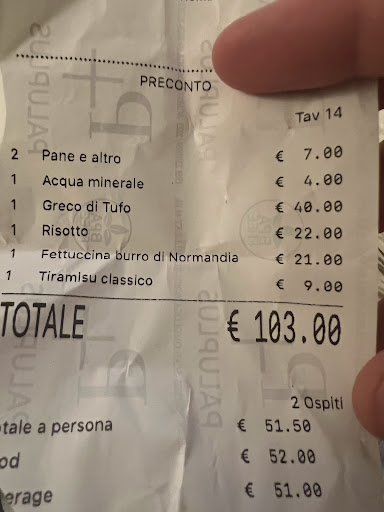 PRECONTO
Tav 14
2 Pane e altro € 7.00
1 Acqua minerale € 4.00
1 Greco di Tufo € 40.00
1 Risotto € 22.00
1 Fettuccina burro di Normandia € 21.00
1 Tiramisu classico € 9.00
TOTALE € 103.00
2 Ospiti
tale a persona € 51.50
od € 52.00
erage € 51.00